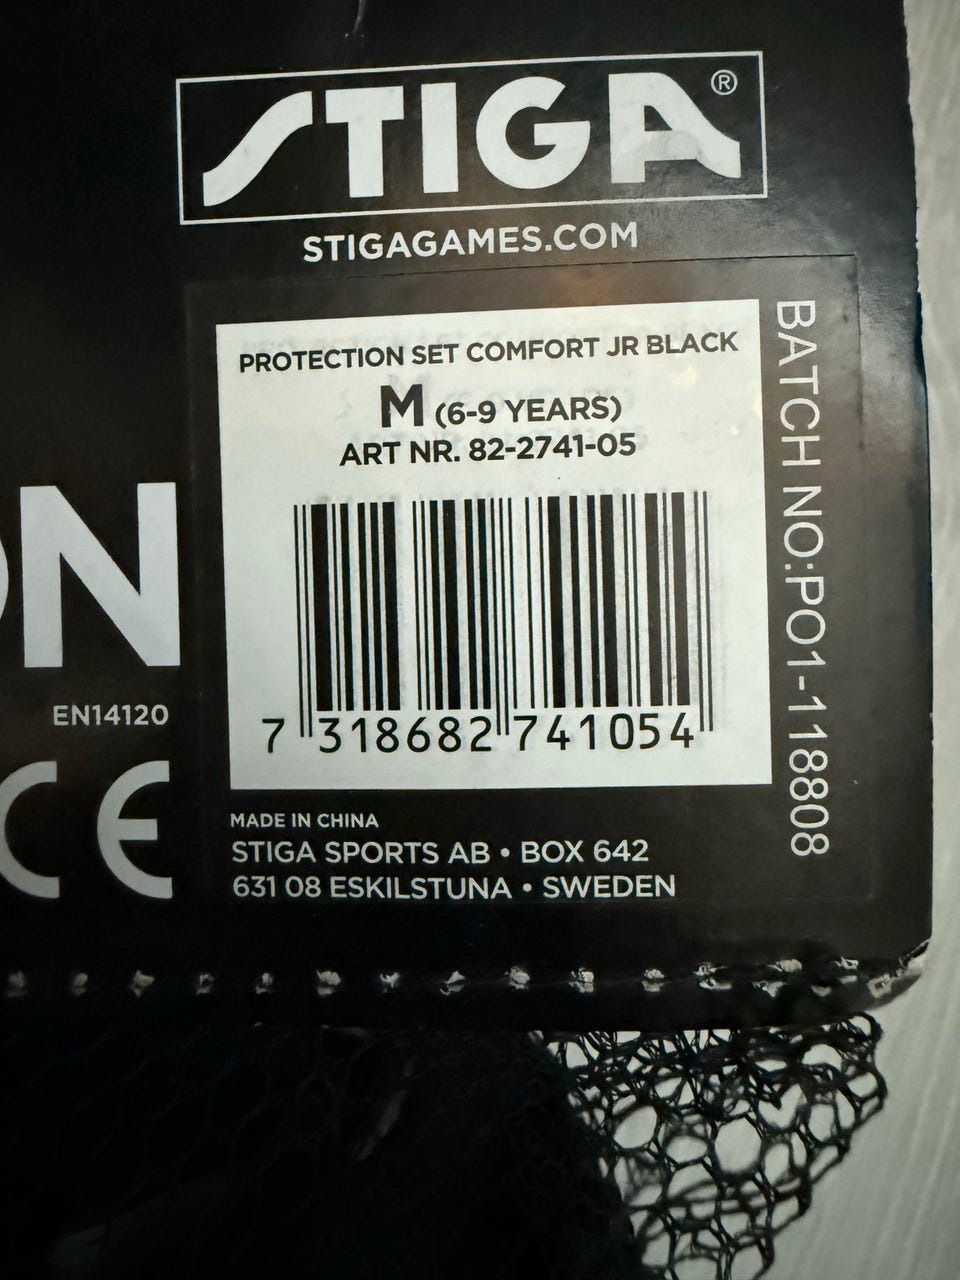 STIGA®
STIGAGAMES.COM
PROTECTION SET COMFORT JR BLACK
M (6-9 YEARS)
ART NR. 82-2741-05
7 318682 741054
BATCH NO:PO1-11808
ON
EN14120
CE
MADE IN CHINA
STIGA SPORTS AB • BOX 642
631 08 ESKILSTUNA • SWEDEN